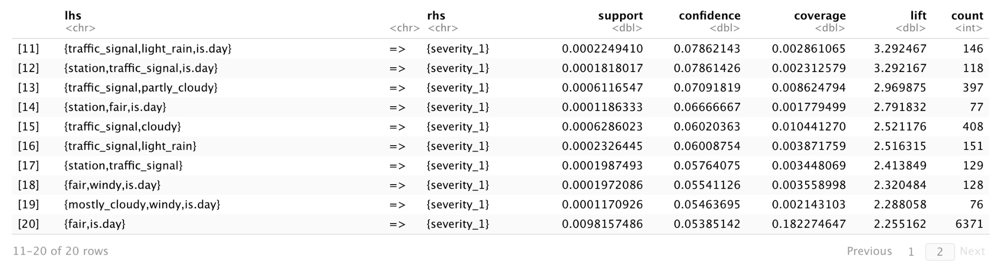 lhs rhs support confidence coverage lift count
<chr> <chr> <chr> <dbl> <dbl> <dbl> <dbl> <int>
[11] {traffic_signal,light_rain,is.day} => {severity_1} 0.0002249410 0.07862143 0.002861065 3.292467 146
[12] {station,traffic_signal,is.day} => {severity_1} 0.0001818017 0.07861426 0.002312579 3.292167 118
[13] {traffic_signal,partly_cloudy} => {severity_1} 0.0006116547 0.07091819 0.008624794 2.969875 397
[14] {station,fair,is.day} => {severity_1} 0.0001186333 0.06666667 0.001779499 2.791832 77
[15] {traffic_signal,cloudy} => {severity_1} 0.0006286023 0.06020363 0.010441270 2.521176 408
[16] {traffic_signal,light_rain} => {severity_1} 0.0002326445 0.06008754 0.003871759 2.516315 151
[17] {station,traffic_signal} => {severity_1} 0.0001987493 0.05764075 0.003448069 2.413849 129
[18] {fair,windy,is.day} => {severity_1} 0.0001972086 0.05541126 0.003558998 2.320484 128
[19] {mostly_cloudy,windy,is.day} => {severity_1} 0.0001170926 0.05463695 0.002143103 2.288058 76
[20] {fair,is.day} => {severity_1} 0.0098157486 0.05385142 0.182274647 2.255162 6371
11–20 of 20 rows Previous 1 2 Next